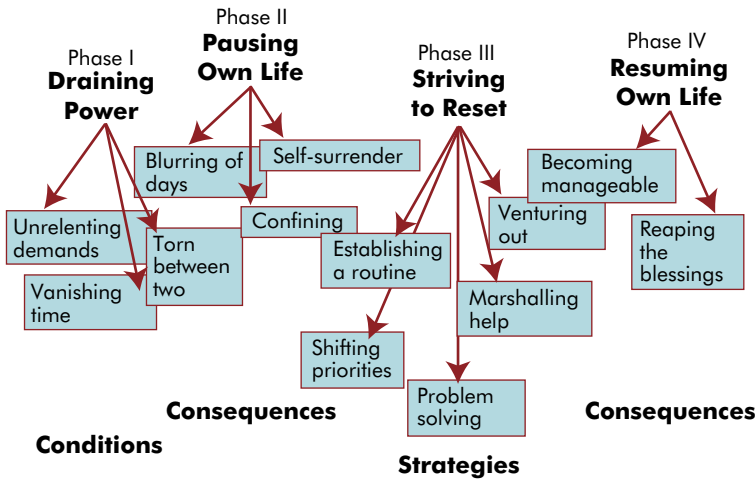 Phase I
Draining
Power
Unrelenting
demands
Vanishing
time
Torn
between
two
Conditions
Phase II
Pausing
Own Life
Blurring of
days
Self-surrender
Confining
Consequences
Phase III
Striving
to Reset
Establishing
a routine
Shifting
priorities
Problem
solving
Marshalling
help
Venturing
out
Strategies
Phase IV
Resuming
Own Life
Becoming
manageable
Reaping
the
blessings
Consequences